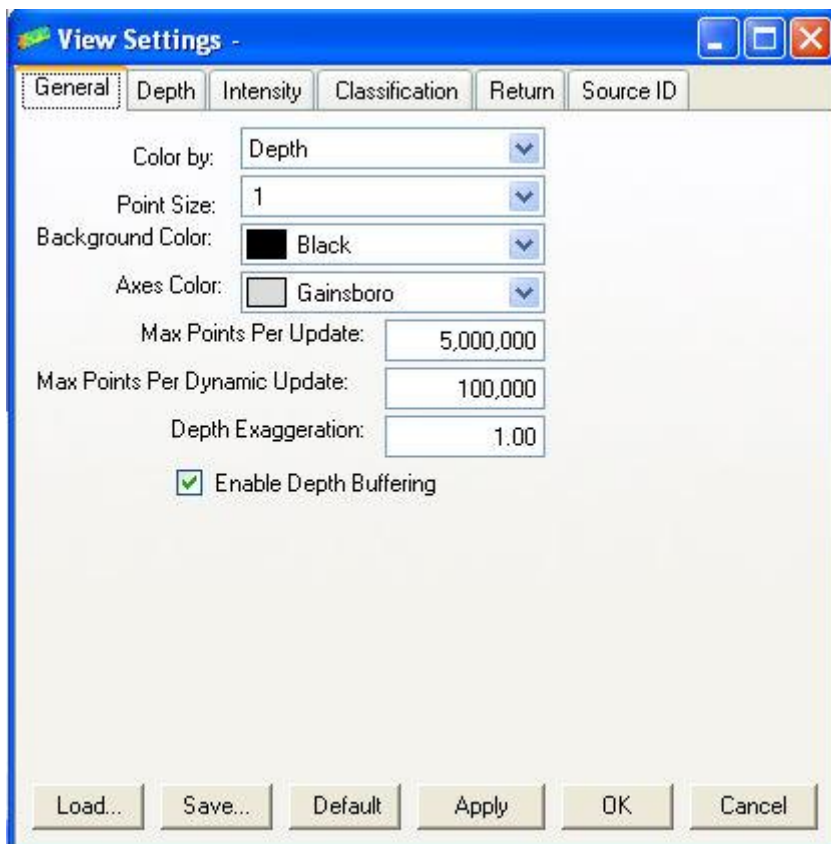 View Settings -
General Depth Intensity Classification Return Source ID
Color by: Depth
Point Size: 1
Background Color: Black
Axes Color: Gainsboro
Max Points Per Update: 5,000,000
Max Points Per Dynamic Update: 100,000
Depth Exaggeration: 1.00
Enable Depth Buffering
Load... Save... Default Apply OK Cancel